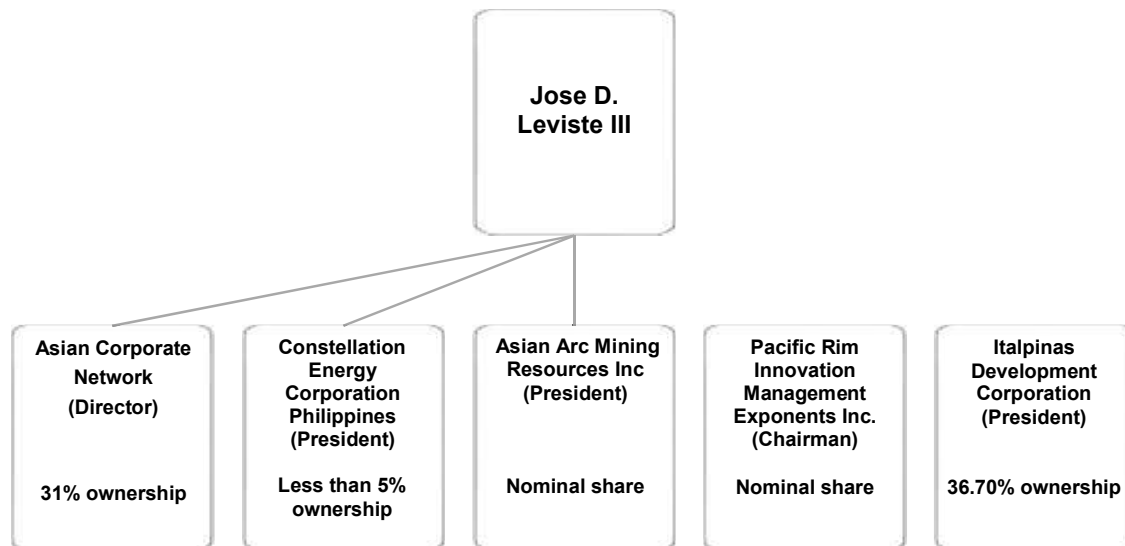 Jose D.
Leviste III
Asian Corporate
Network
(Director)
31% ownership
Constellation
Energy
Corporation
Philippines
(President)
Less than 5%
ownership
Asian Arc Mining
Resources Inc
(President)
Nominal share
Pacific Rim
Innovation
Management
Exponents Inc.
(Chairman)
Nominal share
Italpinas
Development
Corporation
(President)
36.70% ownership